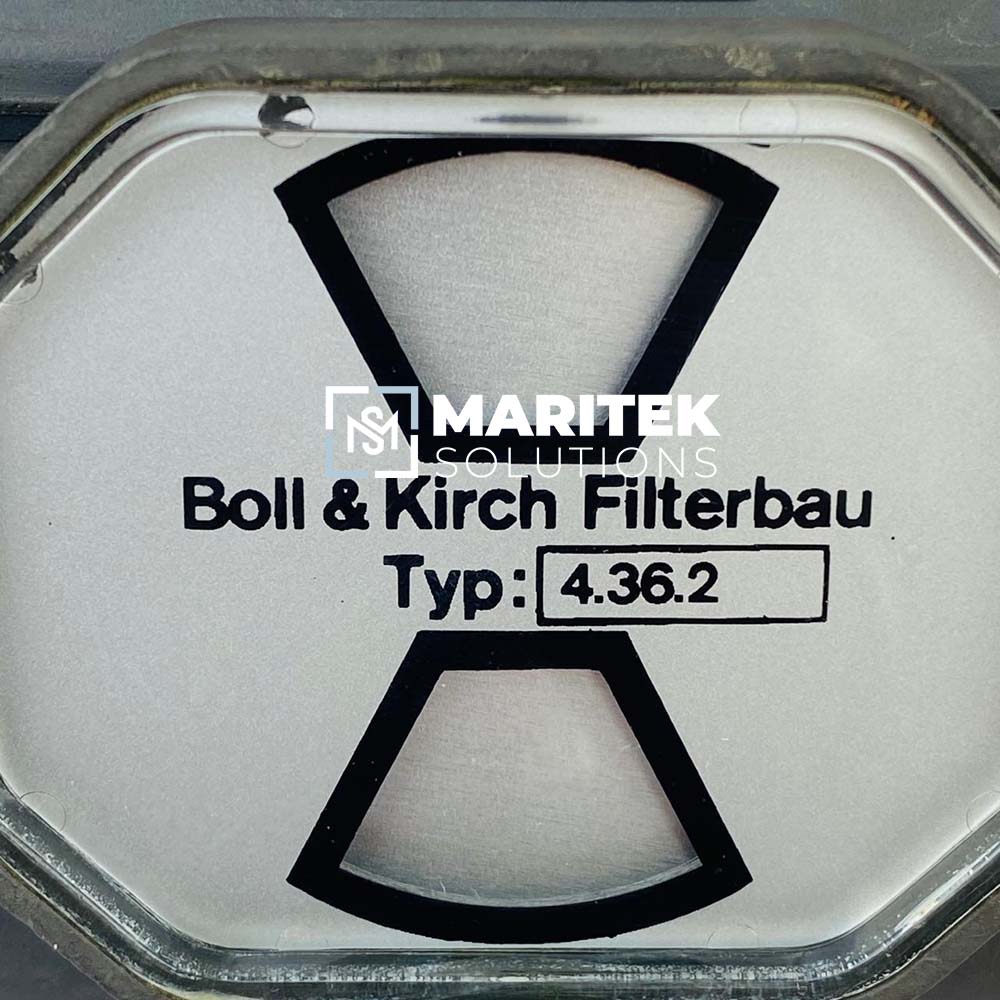 MARITEK
SOLUTIONS
Boll & Kirch Filterbau
Typ: 4.36.2